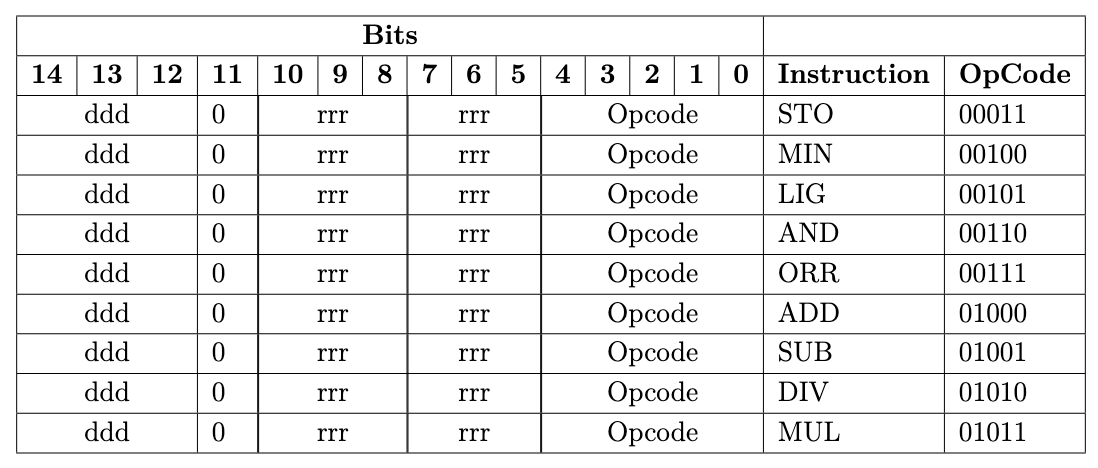 Bits
14 13 12 11 10 9 8 7 6 5 4 3 2 1 0 Instruction OpCode
ddd 0 rrr rrr Opcode STO 00011
ddd 0 rrr rrr Opcode MIN 00100
ddd 0 rrr rrr Opcode LIG 00101
ddd 0 rrr rrr Opcode AND 00110
ddd 0 rrr rrr Opcode ORR 00111
ddd 0 rrr rrr Opcode ADD 01000
ddd 0 rrr rrr Opcode SUB 01001
ddd 0 rrr rrr Opcode DIV 01010
ddd 0 rrr rrr Opcode MUL 01011